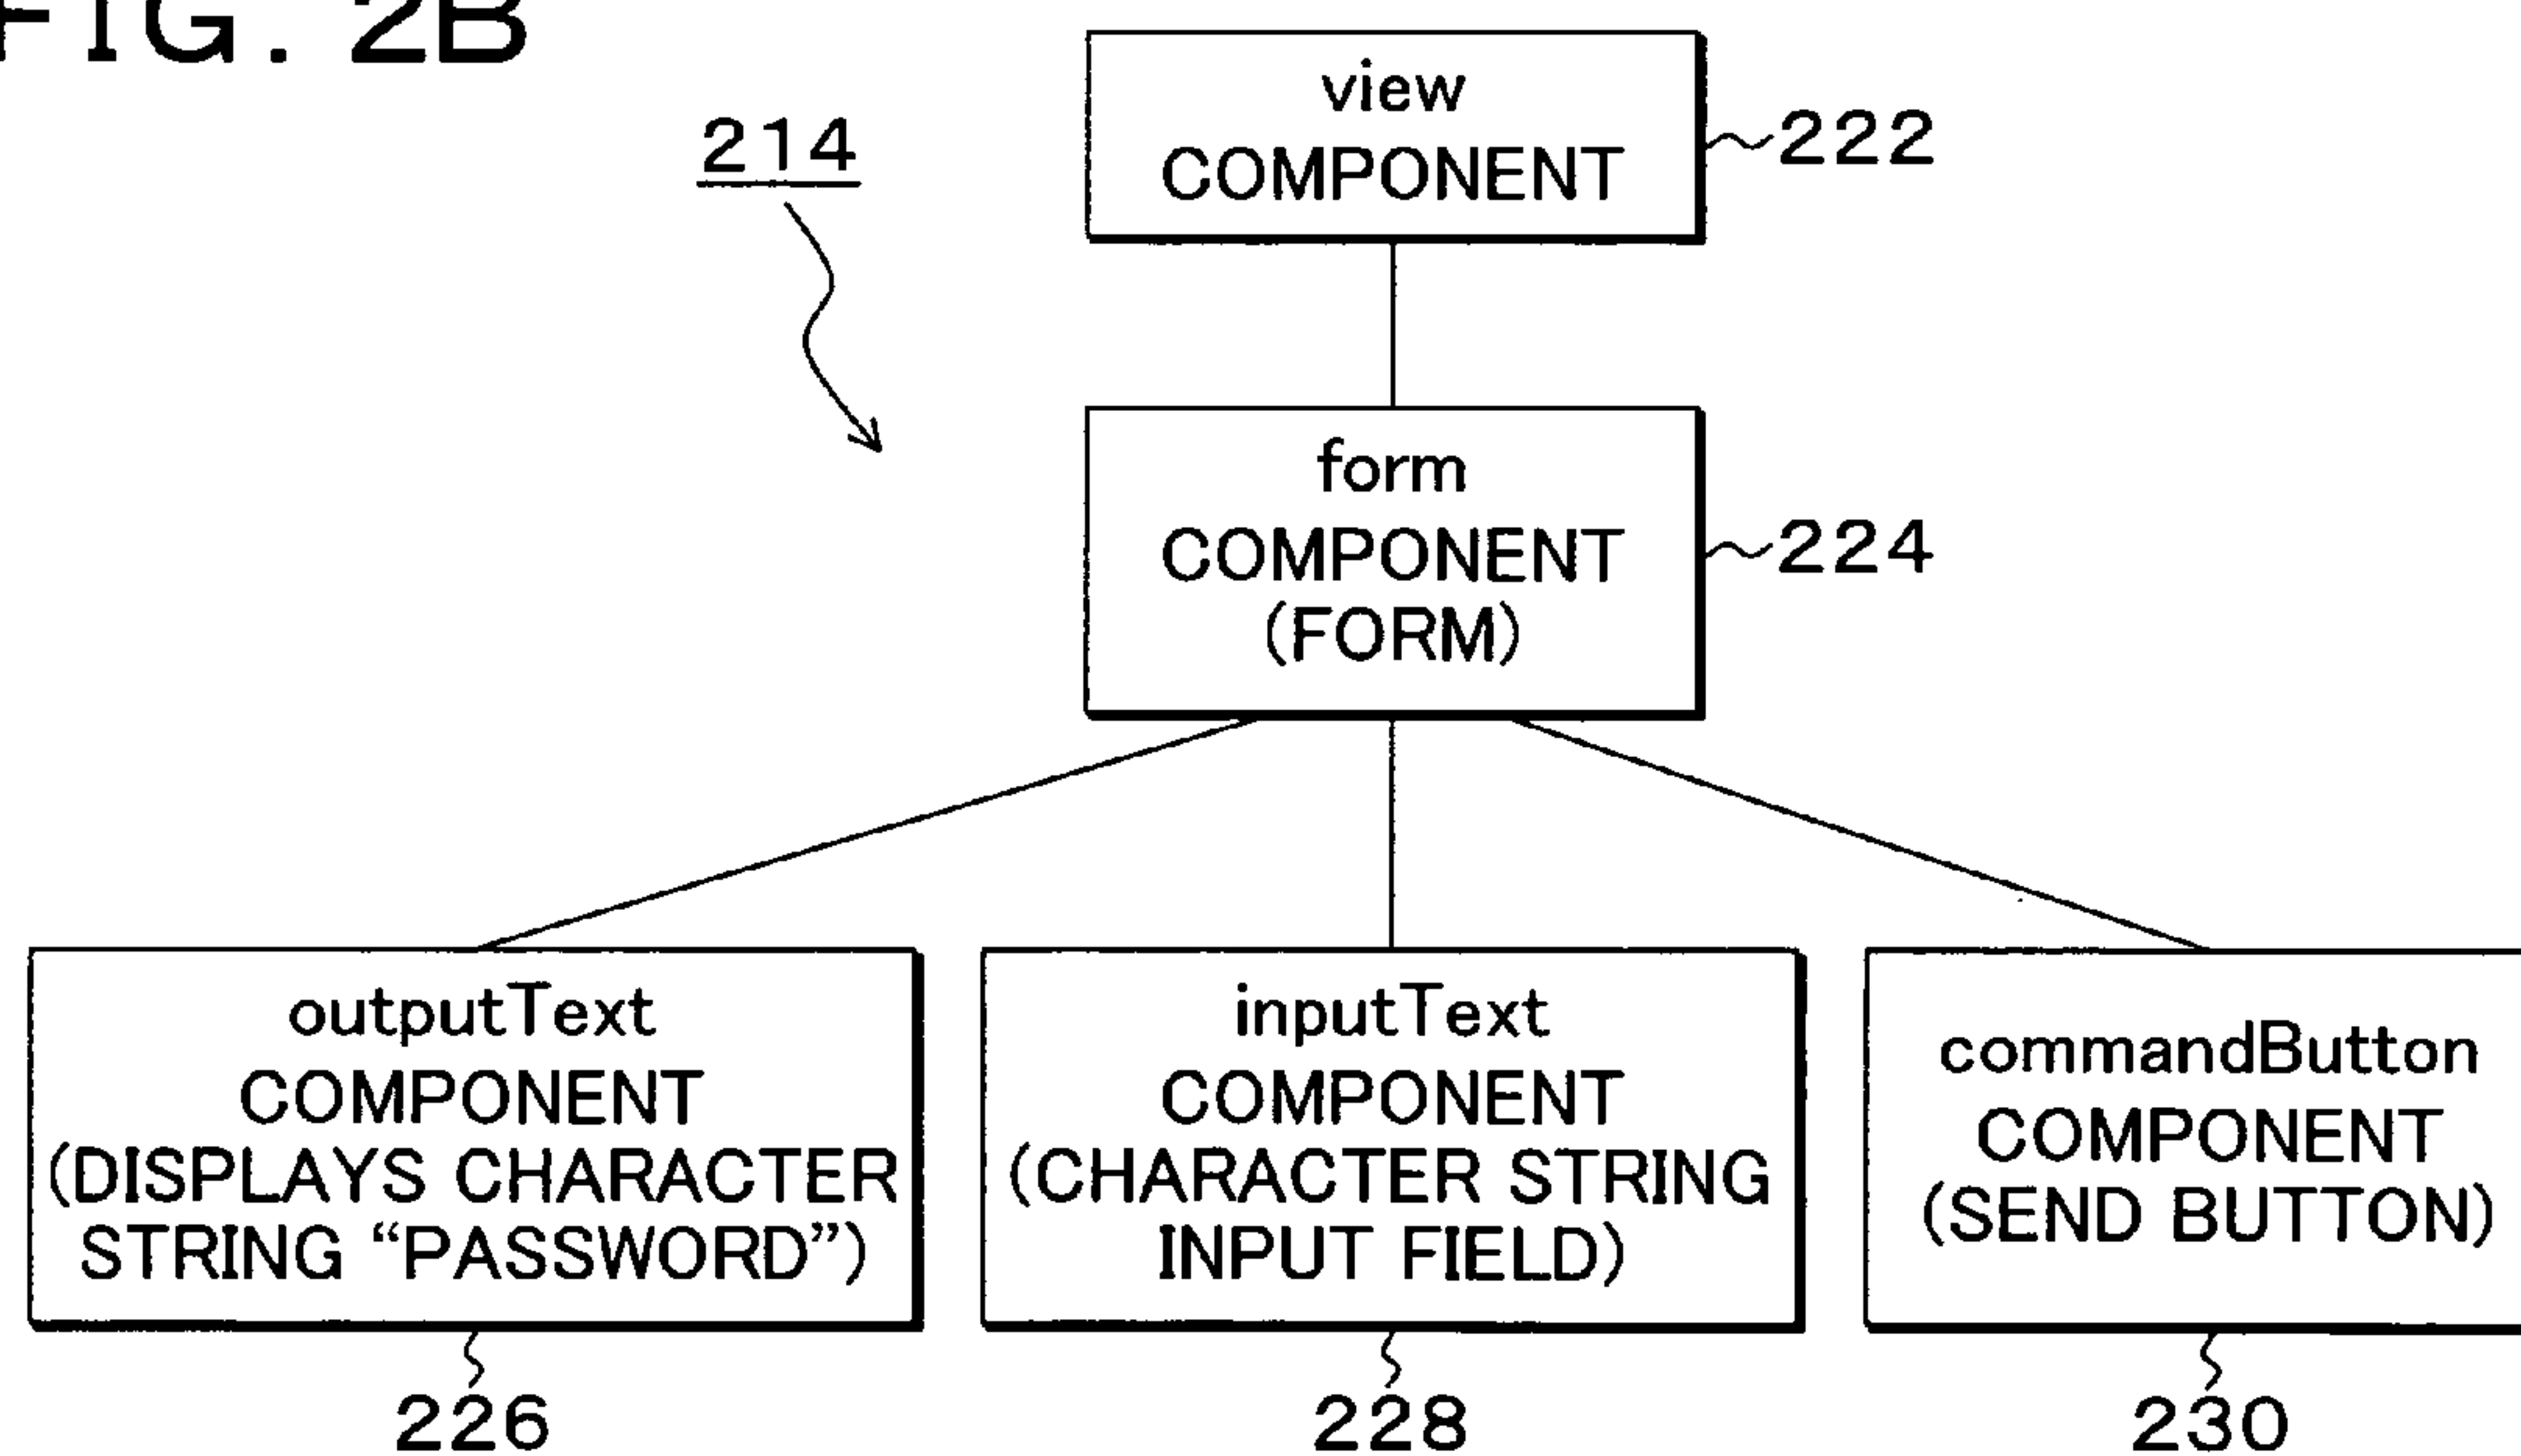 FIG. 2B
214
view
COMPONENT
222
form
COMPONENT
(FORM)
224
outputText
COMPONENT
(DISPLAYS CHARACTER
STRING “PASSWORD”)
226
inputText
COMPONENT
(CHARACTER STRING
INPUT FIELD)
228
commandButton
COMPONENT
(SEND BUTTON)
230